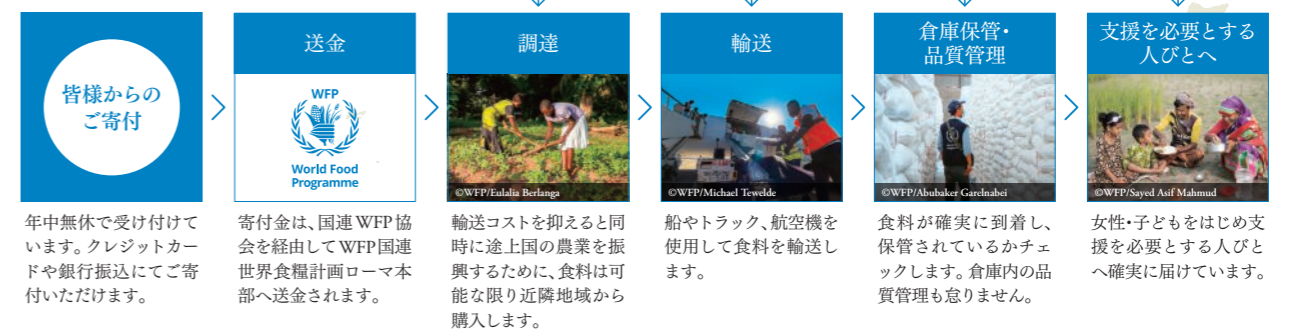 皆様からの
ご寄付
年中無休で受け付けて
います。クレジットカー
ドや銀行振込にてご寄
付いただけます。
送金
WFP
World Food
Programme
寄付金は、国連WFP協
会を経由してWFP国連
世界食糧計画ローマ本
部へ送金されます。
調達
©WFP/Eulalia Berlanga
輸送コストを抑えると同
時に途上国の農業を振
興するために、食料は可
能な限り近隣地域から
購入します。
輸送
©WFP/Michael Tewelde
船やトラック、航空機を
使用して食料を輸送し
ます。
倉庫保管・
品質管理
©WFP/Abubaker Garelnabei
食料が確実に到着し、
保管されているかチェ
ックします。倉庫内の品
質管理も怠りません。
支援を必要とする
人びとへ
©WFP/Sayed Asif Mahmud
女性・子どもをはじめ支
援を必要とする人びと
へ確実に届けています。